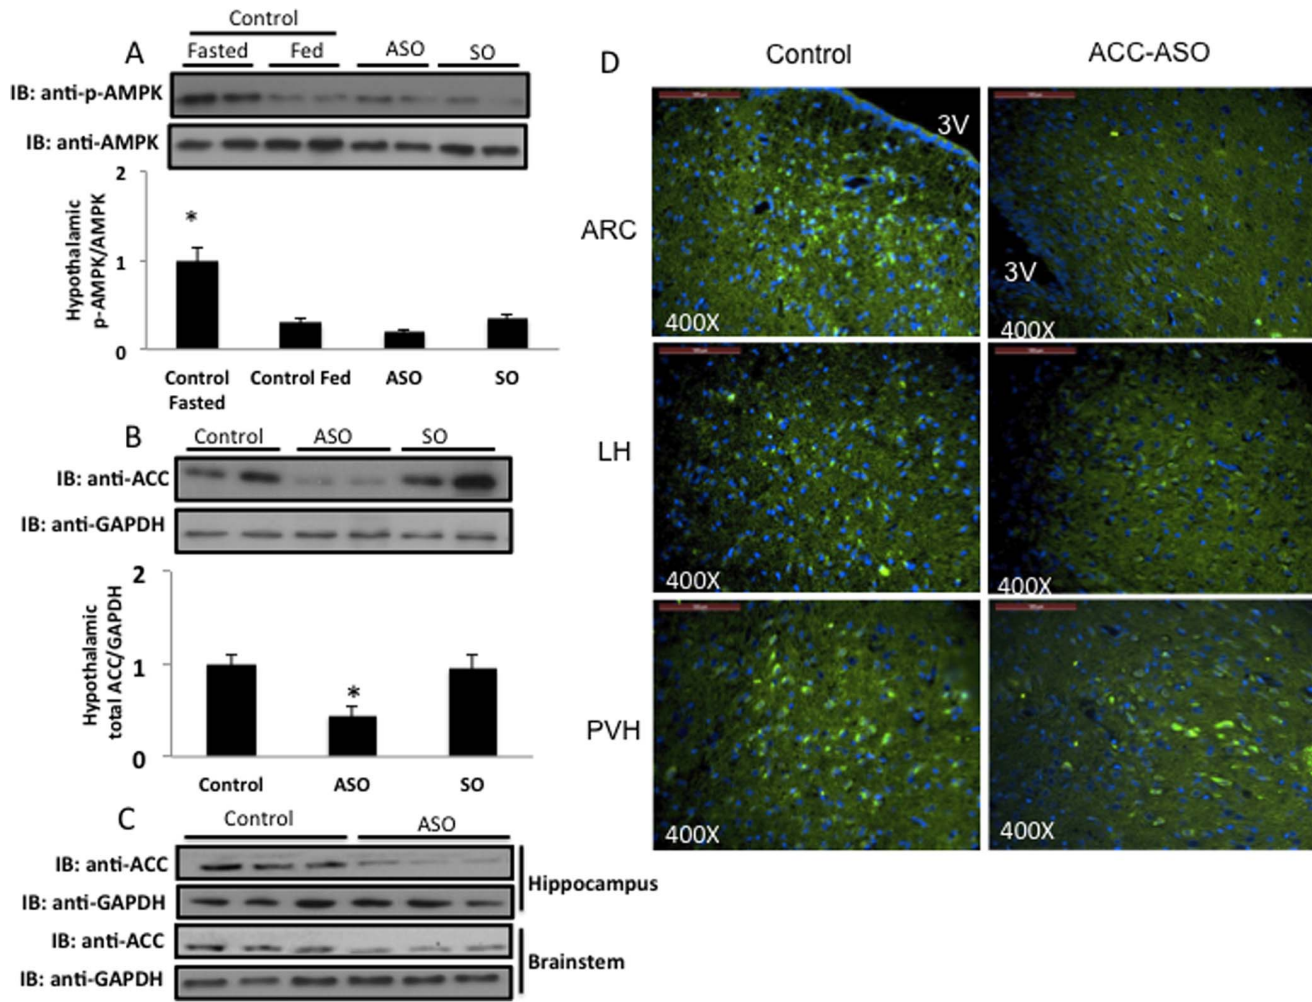 A
Control
Fasted Fed ASO SO
IB: anti-p-AMPK
IB: anti-AMPK
Hypothalamic
p-AMPK/AMPK
2
1
0
*
Control
Fasted
Control Fed
ASO
SO
B
Control ASO SO
IB: anti-ACC
IB: anti-GAPDH
Hypothalamic
total ACC/GAPDH
2
1
0
*
Control ASO SO
C
Control ASO
IB: anti-ACC
IB: anti-GAPDH
Hippocampus
IB: anti-ACC
IB: anti-GAPDH
Brainstem
D
Control ACC-ASO
ARC
3V
400X
3V
400X
LH
400X
400X
PVH
400X
400X